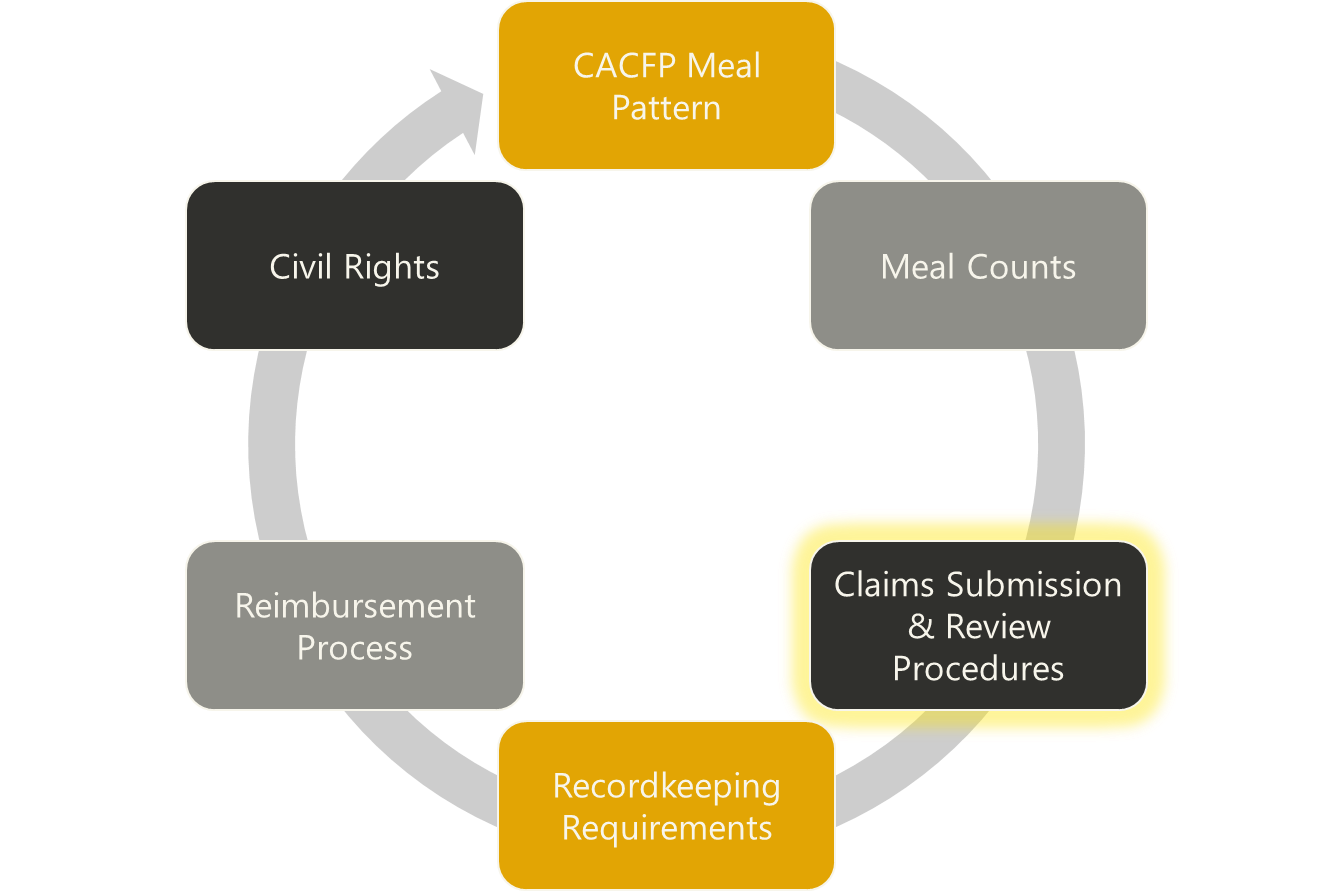 CACFP Meal
Pattern
Civil Rights
Meal Counts
Reimbursement
Process
Claims Submission
& Review
Procedures
Recordkeeping
Requirements